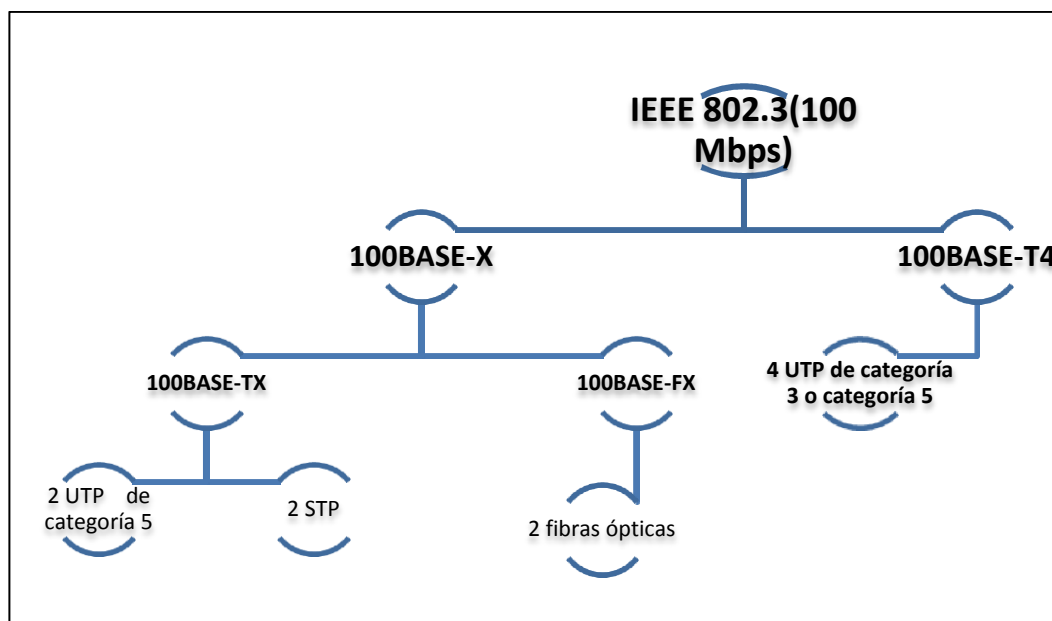 IEEE 802.3(100
Mbps)
100BASE-X
100BASE-T4
100BASE-TX
100BASE-FX
4 UTP de categoría
3 o categoría 5
2 UTP de
categoría 5
2 STP
2 fibras ópticas